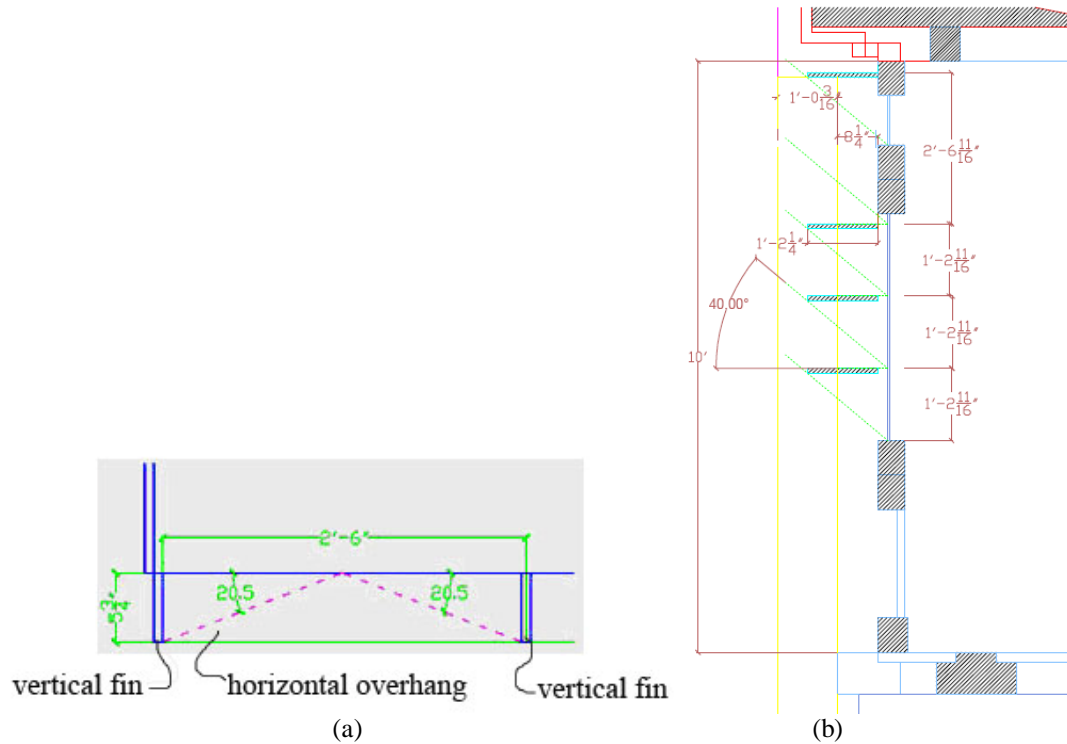 2'-6"
5 3/4"
20.5
20.5
vertical fin
horizontal overhang
vertical fin
(a)
1'-0 3/16"
8 1/4"
2'-6 11/16"
1'-2 1/4"
1'-2 11/16"
40.00°
1'-2 11/16"
10'
1'-2 11/16"
(b)